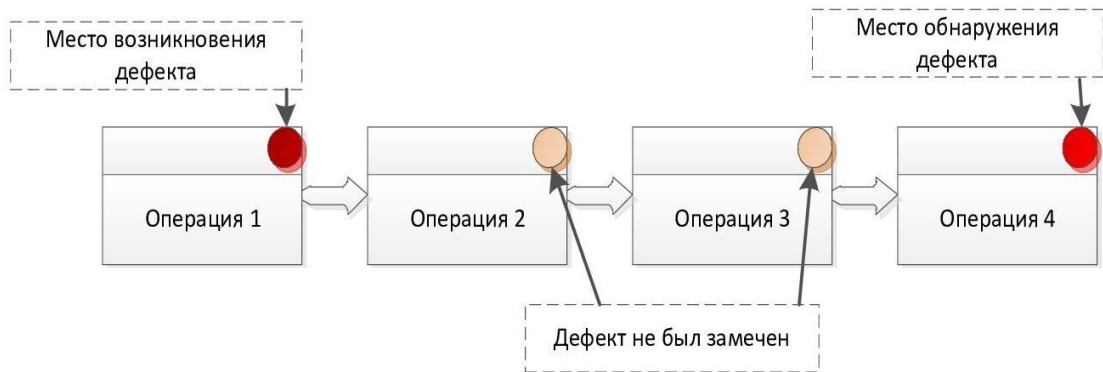 Место возникновения
дефекта
Место обнаружения
дефекта
Операция 1
Операция 2
Операция 3
Операция 4
Дефект не был замечен